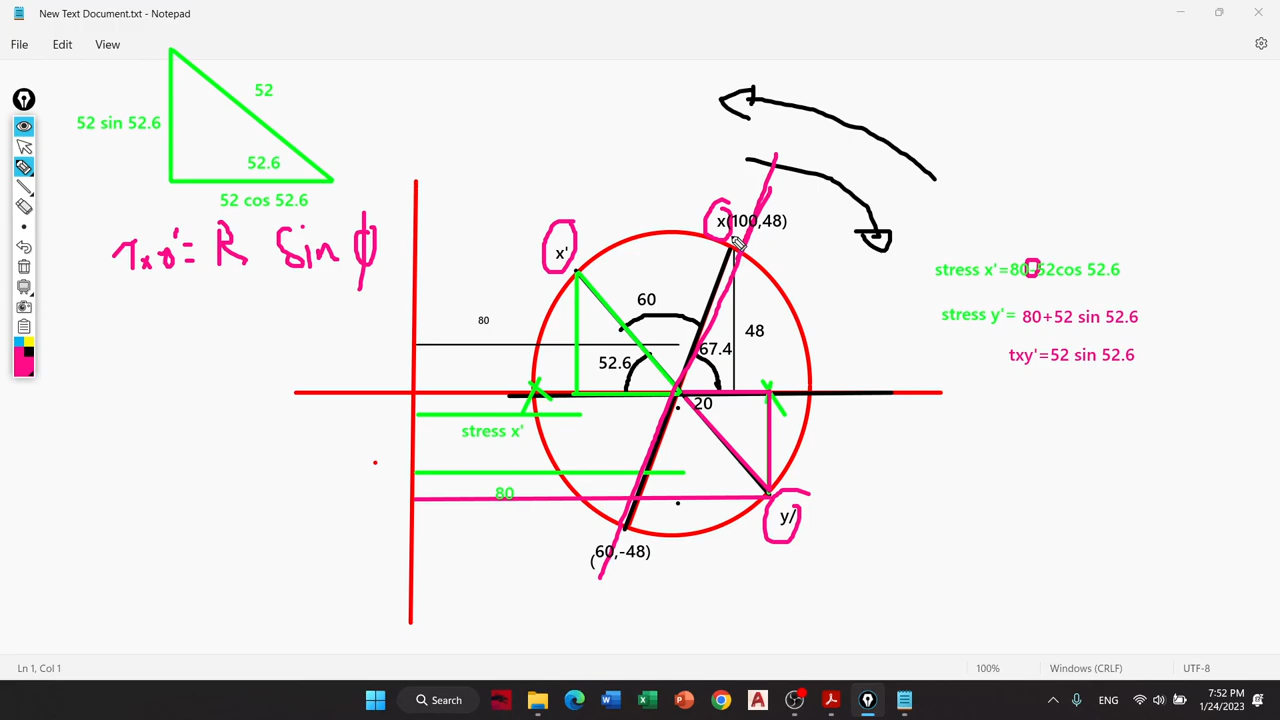 New Text Document.txt - Notepad
File Edit View
52
52 sin 52.6
52.6
52 cos 52.6
R Sin ϕ
x'
x(100,48)
60
80
48
67.4
52.6
20
stress x'
80
y/
(60,-48)
stress x'=80-52cos 52.6
stress y'= 80+52 sin 52.6
txy'=52 sin 52.6
Ln 1, Col 1
100%
Windows (CRLF)
UTF-8
Search
ENG
7:52 PM
1/24/2023